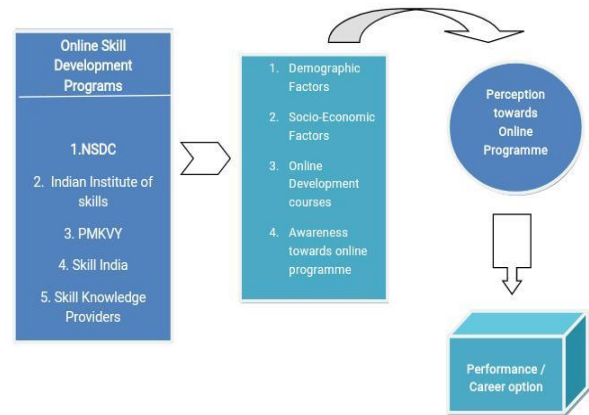 Online Skill
Development
Programs
1.NSDC
2. Indian Institute of
skills
3. PMKVY
4. Skill India
5. Skill Knowledge
Providers
1. Demographic
Factors
2. Socio-Economic
Factors
3. Online
Development
courses
4. Awareness
towards online
programme
Perception
towards
Online
Programme
Performance /
Career option